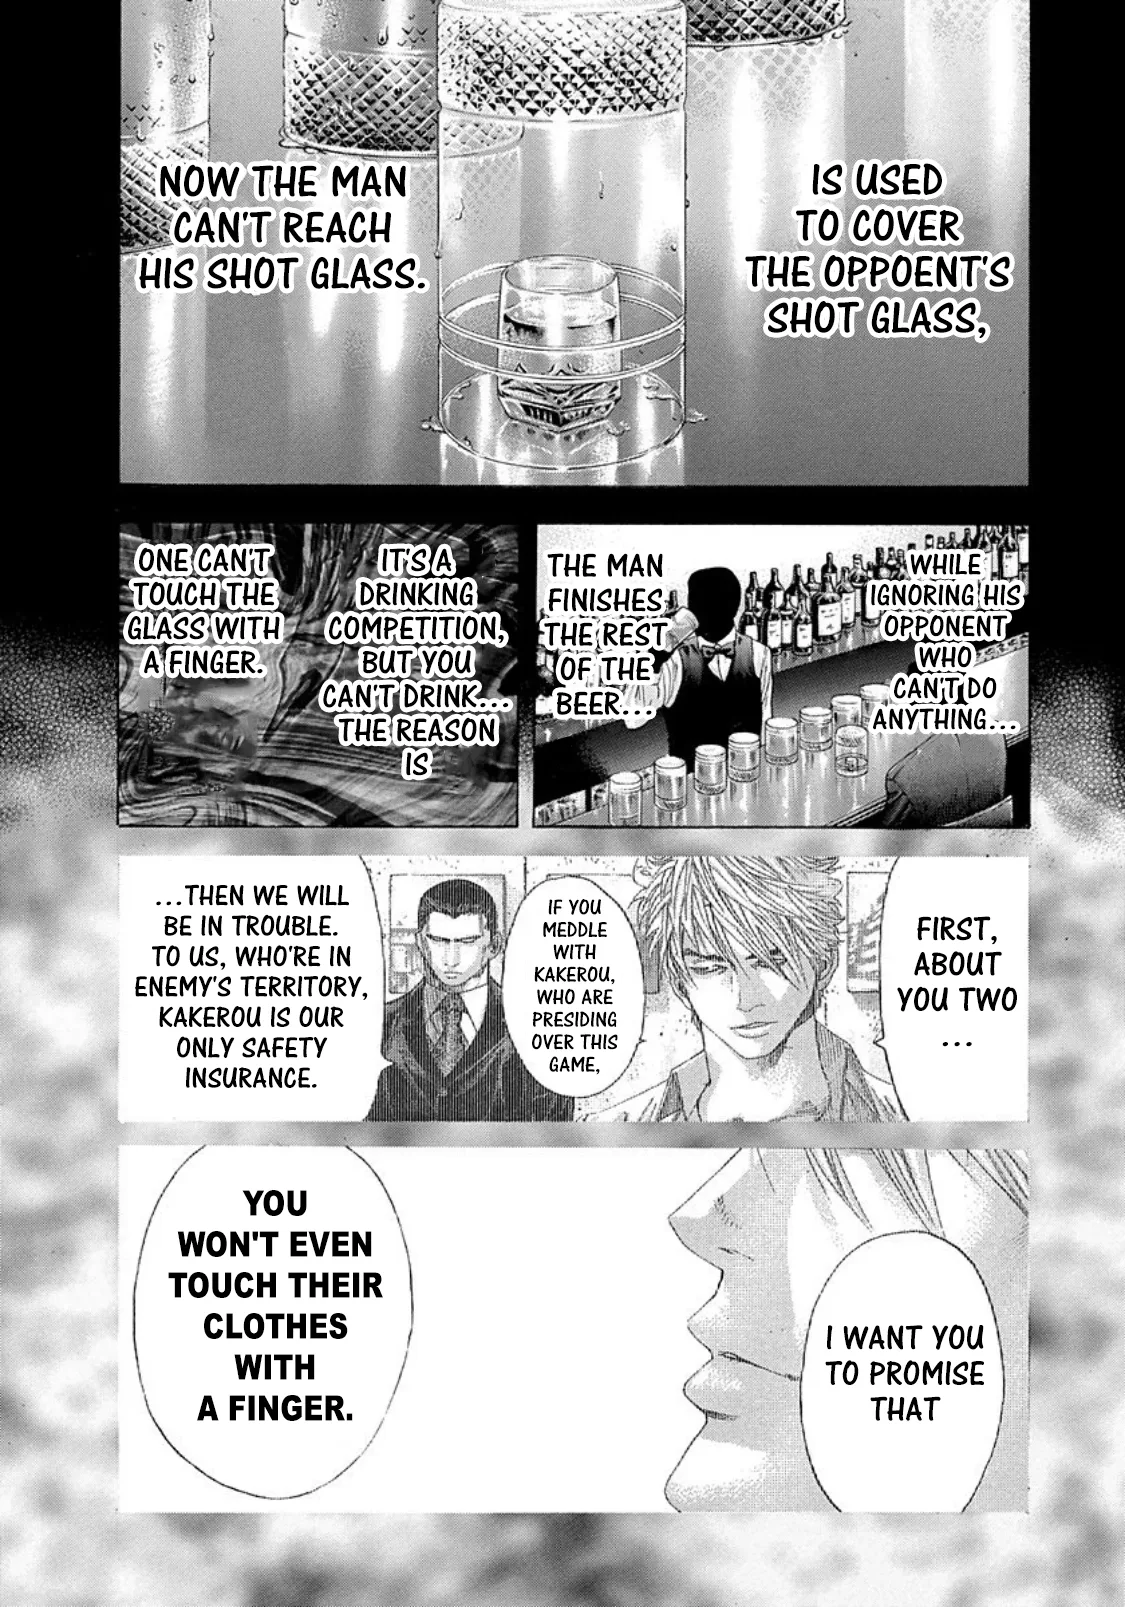 IS USED
TO COVER
THE OPPOENT'S
SHOT GLASS,
NOW THE MAN
CAN'T REACH
HIS SHOT GLASS.
WHILE
IGNORING HIS
OPPONENT
WHO
CAN'T DO
ANYTHING...
THE MAN
FINISHES
THE REST
OF THE
BEER...
IT'S A
DRINKING
COMPETITION,
BUT YOU
CAN'T DRINK...
THE REASON
IS
ONE CAN'T
TOUCH THE
GLASS WITH
A FINGER.
FIRST,
ABOUT
YOU TWO
...
IF YOU
MEDDLE
WITH
KAKEROU,
WHO ARE
PRESIDING
OVER THIS
GAME,
...THEN WE WILL
BE IN TROUBLE.
TO US, WHO'RE IN
ENEMY'S TERRITORY,
KAKEROU IS OUR
ONLY SAFETY
INSURANCE.
I WANT YOU
TO PROMISE
THAT
YOU
WON'T EVEN
TOUCH THEIR
CLOTHES
WITH
A FINGER.